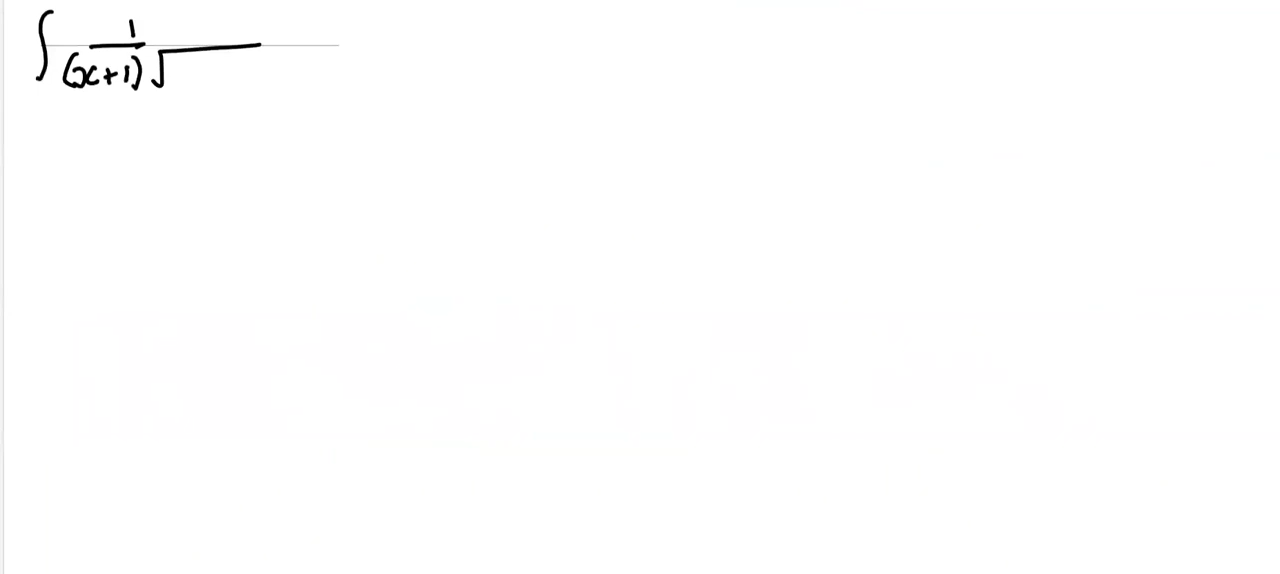 ∫ 1/((x+1)√ )